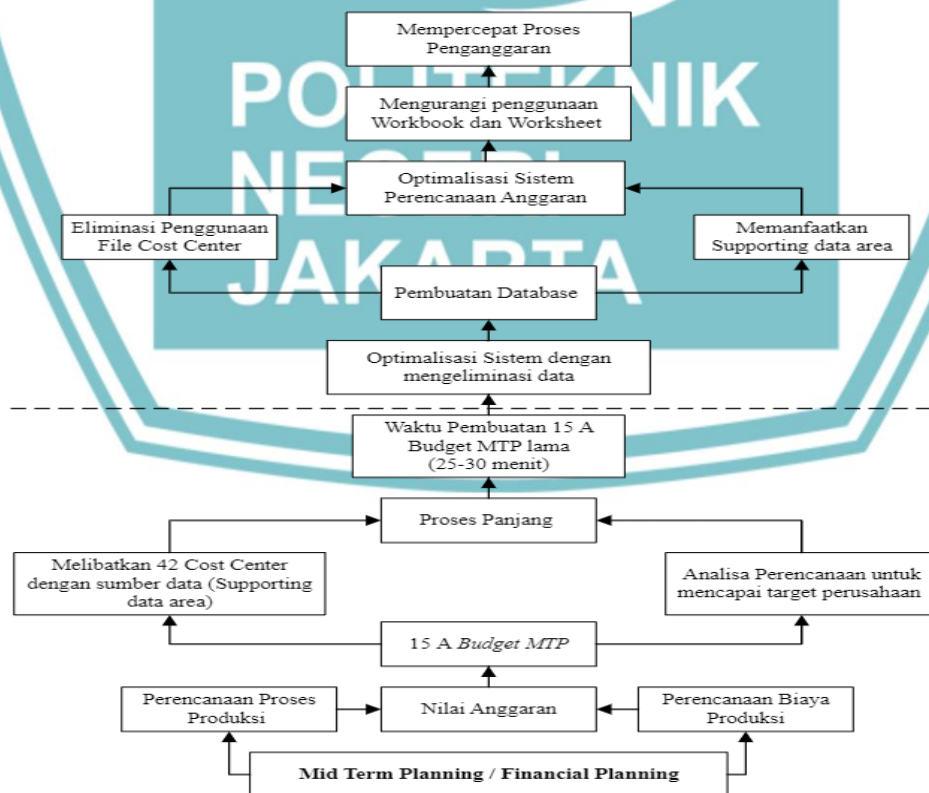 Mempercepat Proses
Penganggaran
POLITEKNIK
NEGERI
JAKARTA
Mengurangi penggunaan
Workbook dan Worksheet
Optimalisasi Sistem
Perencanaan Anggaran
Eliminasi Penggunaan
File Cost Center
Memanfaatkan
Supporting data area
Pembuatan Database
Optimalisasi Sistem dengan
mengeliminasi data
Waktu Pembuatan 15 A
Budget MTP lama
(25-30 menit)
Proses Panjang
Melibatkan 42 Cost Center
dengan sumber data (Supporting
data area)
Analisa Perencanaan untuk
mencapai target perusahaan
15 A Budget MTP
Perencanaan Proses
Produksi
Nilai Anggaran
Perencanaan Biaya
Produksi
Mid Term Planning / Financial Planning